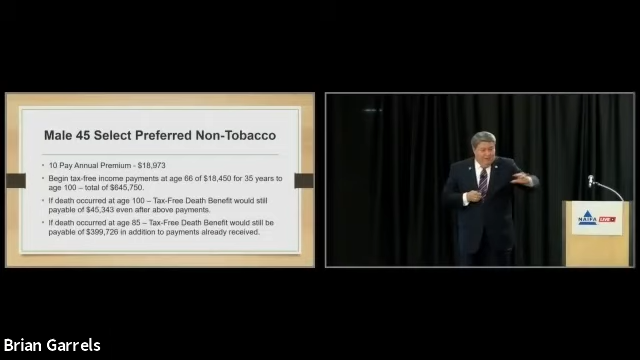 Male 45 Select Preferred Non-Tobacco
• 10 Pay Annual Premium - $18,973
• Begin tax-free income payments at age 66 of $18,450 for 35 years to
age 100 – total of $645,750.
• If death occurred at age 100 – Tax-Free Death Benefit would still
payable of $45,343 even after above payments.
• If death occurred at age 85 – Tax-Free Death Benefit would still be
payable of $399,726 in addition to payments already received.
NAIFA LIVE
Brian Garrels